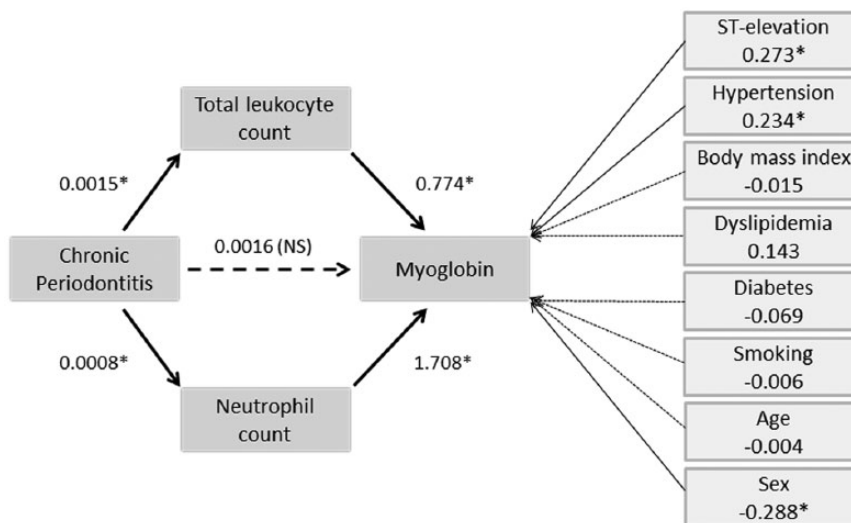 Total leukocyte
count
0.0015*
0.774*
Chronic
Periodontitis
0.0016 (NS)
Myoglobin
0.0008*
1.708*
Neutrophil
count
ST-elevation
0.273*
Hypertension
0.234*
Body mass index
-0.015
Dyslipidemia
0.143
Diabetes
-0.069
Smoking
-0.006
Age
-0.004
Sex
-0.288*